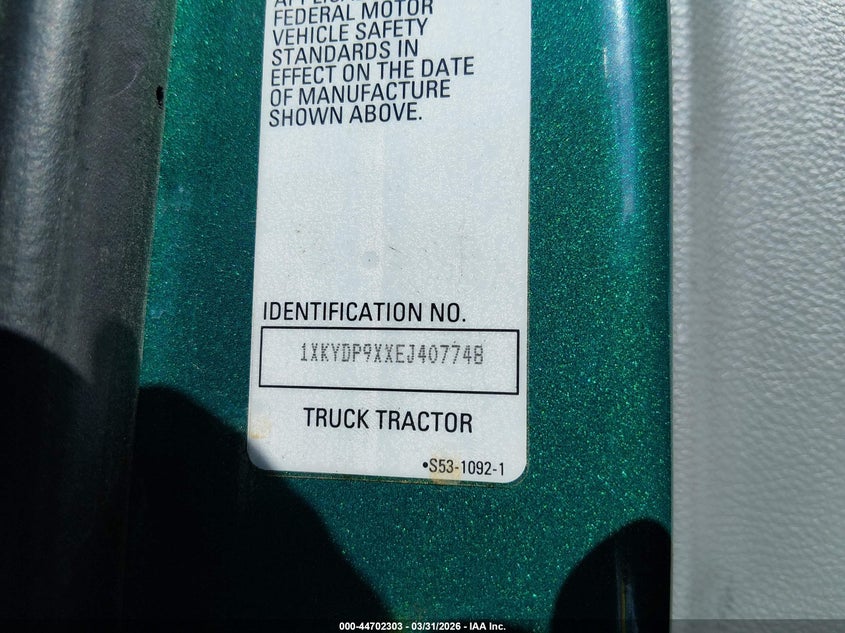 FEDERAL MOTOR
VEHICLE SAFETY
STANDARDS IN
EFFECT ON THE DATE
OF MANUFACTURE
SHOWN ABOVE.
IDENTIFICATION NO.
1XKYDP9XXEJ407748
TRUCK TRACTOR
•S53-1092-1
000-44702303 - 03/31/2026 - IAA Inc.